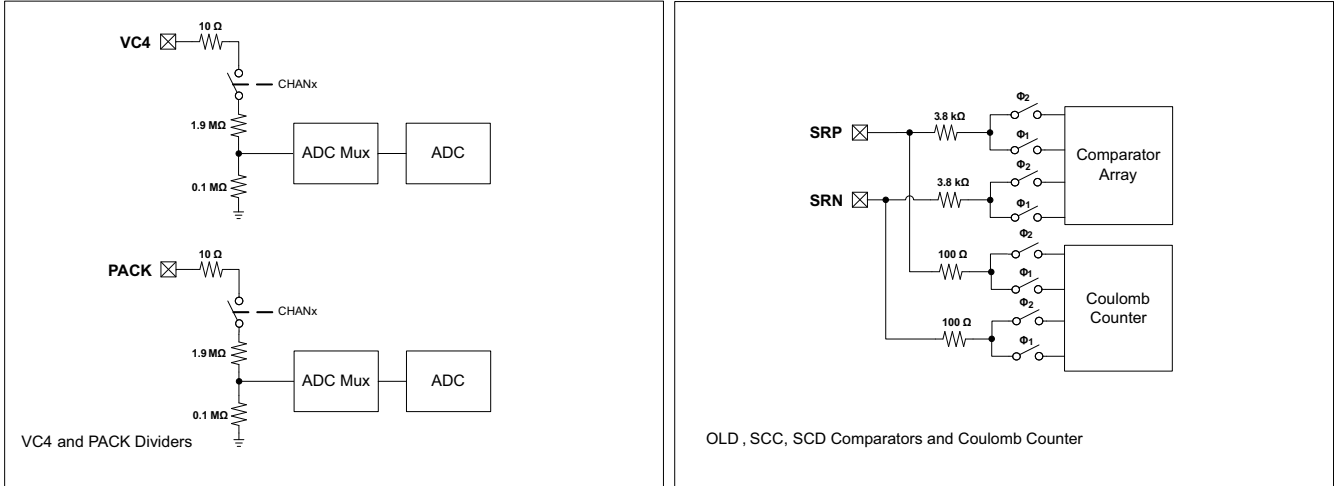 10 Ω
VC4
CHANx
1.9 MΩ
ADC Mux
ADC
0.1 MΩ
10 Ω
PACK
CHANx
1.9 MΩ
ADC Mux
ADC
0.1 MΩ
VC4 and PACK Dividers
Φ2
3.8 kΩ
SRP
Φ1
Comparator
Array
Φ2
3.8 kΩ
SRN
Φ1
Φ2
100 Ω
Φ1
Coulomb
Counter
Φ2
100 Ω
Φ1
OLD , SCC, SCD Comparators and Coulomb Counter